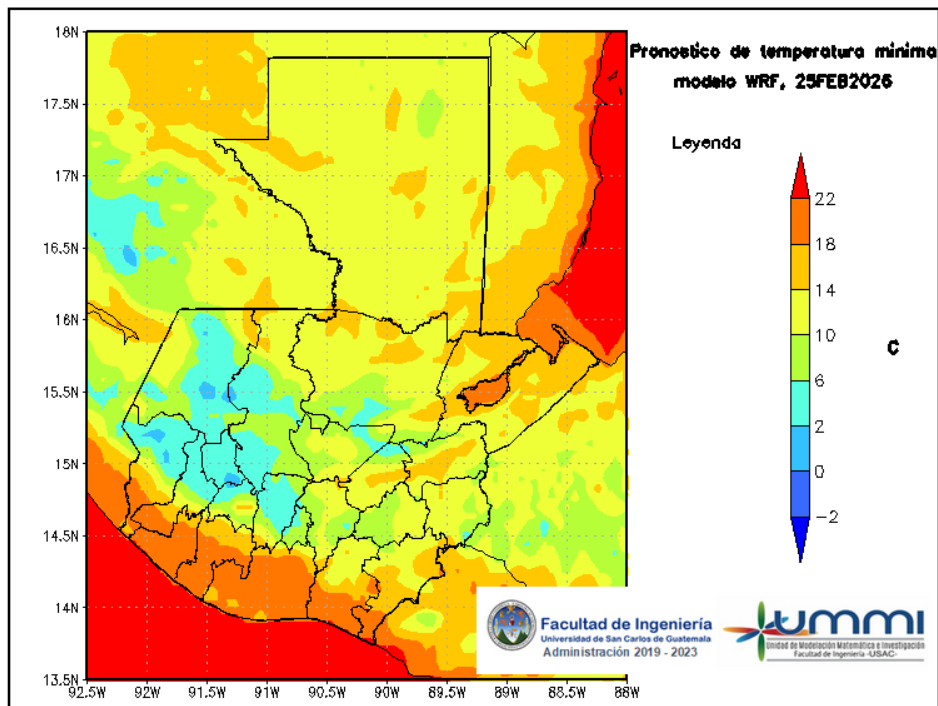 Pronostico de temperatura minima
modelo WRF, 25FEB2026
Leyenda
22
18
14
10
6
2
0
−2
C
18N
17.5N
17N
16.5N
16N
15.5N
15N
14.5N
14N
13.5N
92.5W
92W
91.5W
91W
90.5W
90W
89.5W
89W
88.5W
88W
Facultad de Ingeniería
Universidad de San Carlos de Guatemala
Administración 2019 - 2023
UMMI
Unidad de Modelación Matemática e Investigación
Facultad de Ingeniería -USAC-